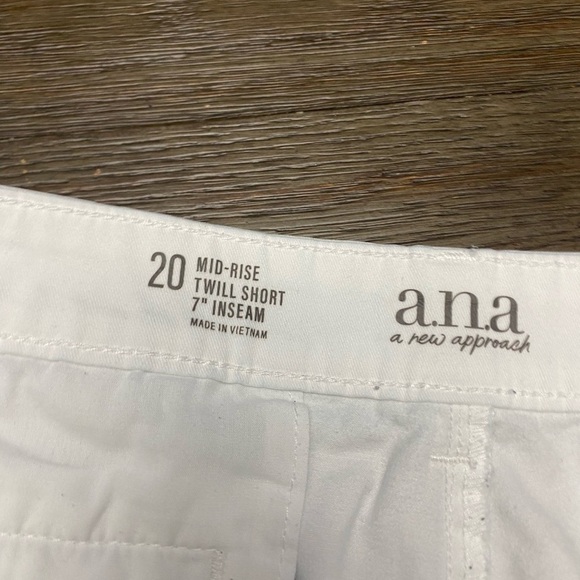 20
MID-RISE
TWILL SHORT
7" INSEAM
MADE IN VIETNAM
a.n.a
a new approach